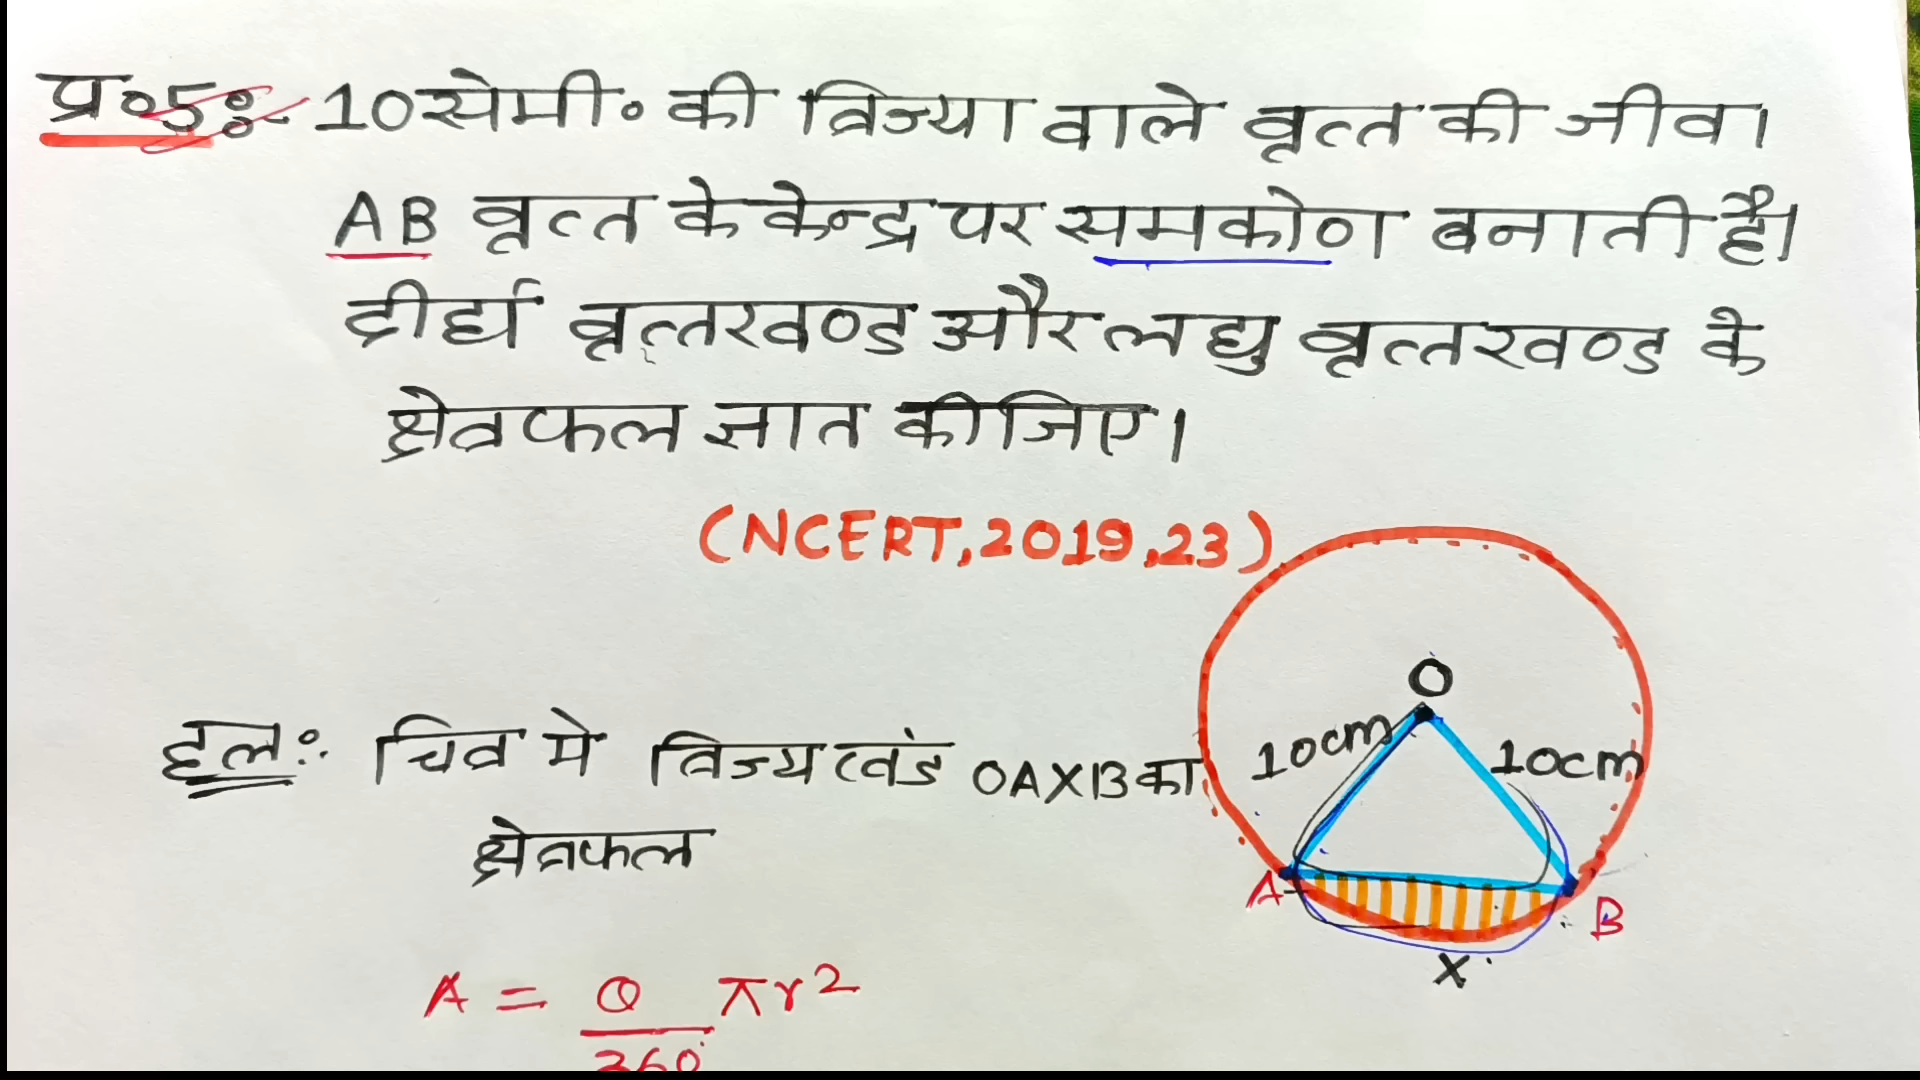 प्र०5:- 10सेमी० की त्रिज्या वाले वृत्त की जीवा
AB वृत्त के केन्द्र पर समकोण बनाती है।
दीर्घ वृत्तखण्ड और लघु वृत्तखण्ड के
क्षेत्रफल ज्ञात कीजिए।
(NCERT, 2019, 23)
हल:- चित्र मे त्रिज्यखंड OAXB का
क्षेत्रफल
A = θ/360° πr²
O
10cm
10cm
A
B
X